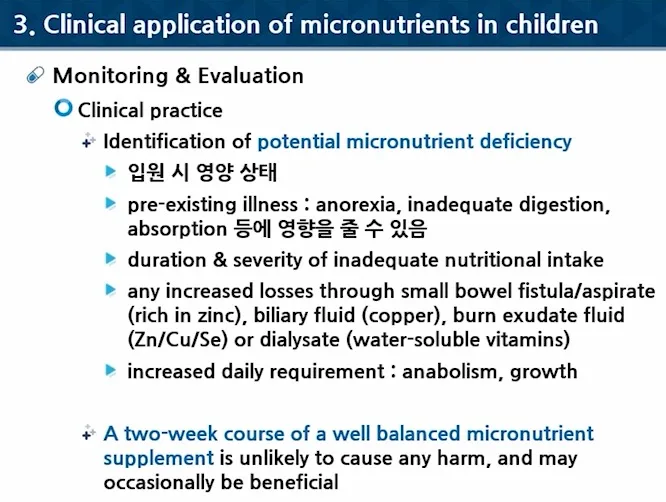 3. Clinical application of micronutrients in children
Monitoring & Evaluation
Clinical practice
Identification of potential micronutrient deficiency
입원 시 영양 상태
pre-existing illness : anorexia, inadequate digestion,
absorption 등에 영향을 줄 수 있음
duration & severity of inadequate nutritional intake
any increased losses through small bowel fistula/aspirate
(rich in zinc), biliary fluid (copper), burn exudate fluid
(Zn/Cu/Se) or dialysate (water-soluble vitamins)
increased daily requirement : anabolism, growth
A two-week course of a well balanced micronutrient
supplement is unlikely to cause any harm, and may
occasionally be beneficial